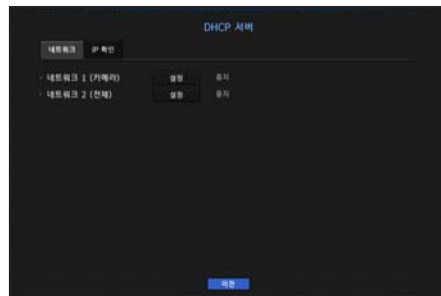 DHCP 서버
네트워크 IP 확인
· 네트워크 1 (카메라) 설정 중지
· 네트워크 2 (전체) 설정 중지
이전